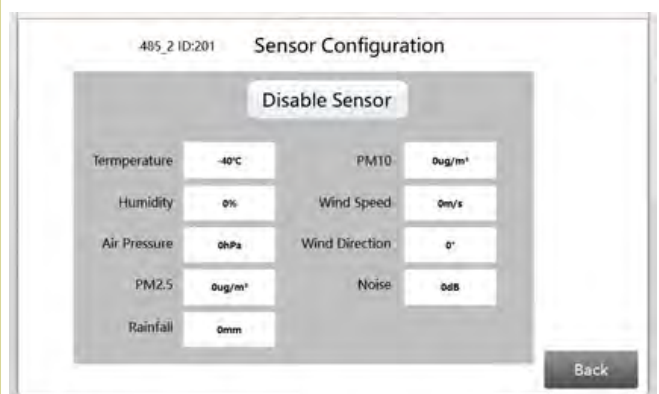 485_2 ID:201 Sensor Configuration
Disable Sensor
Termperature -40℃ PM10 0ug/m³
Humidity 0% Wind Speed 0m/s
Air Pressure 0hPa Wind Direction 0°
PM2.5 0ug/m³ Noise 0dB
Rainfall 0mm
Back